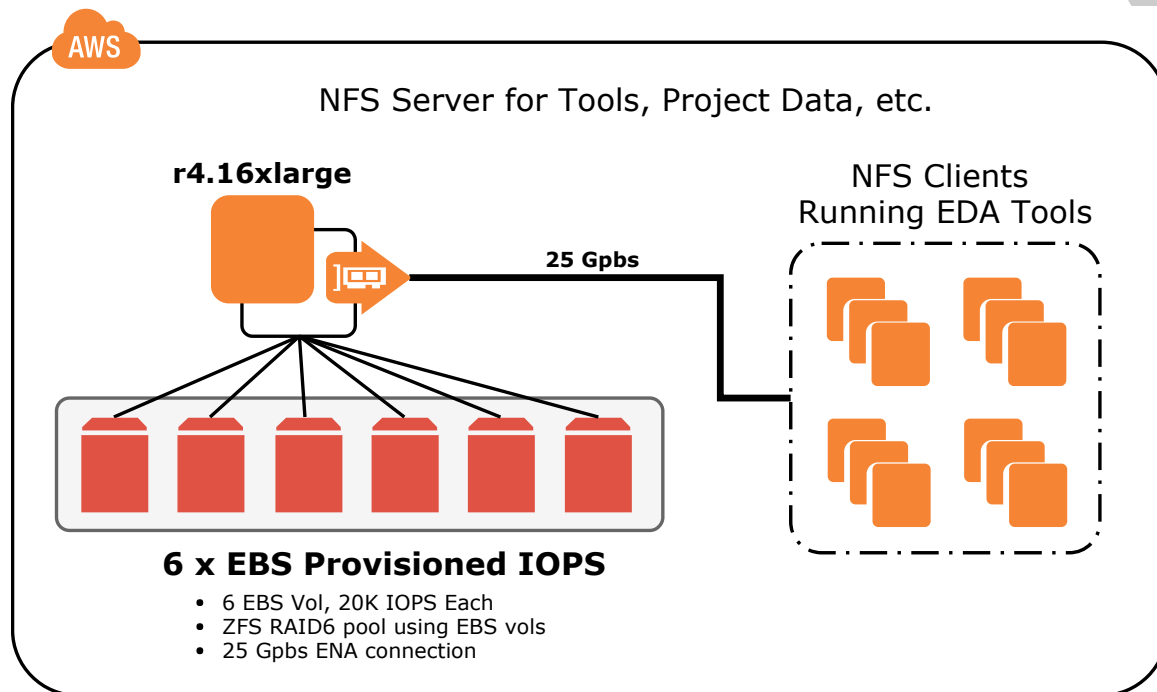 AWS
NFS Server for Tools, Project Data, etc.
r4.16xlarge
NFS Clients
Running EDA Tools
25 Gpbs
6 x EBS Provisioned IOPS
• 6 EBS Vol, 20K IOPS Each
• ZFS RAID6 pool using EBS vols
• 25 Gpbs ENA connection